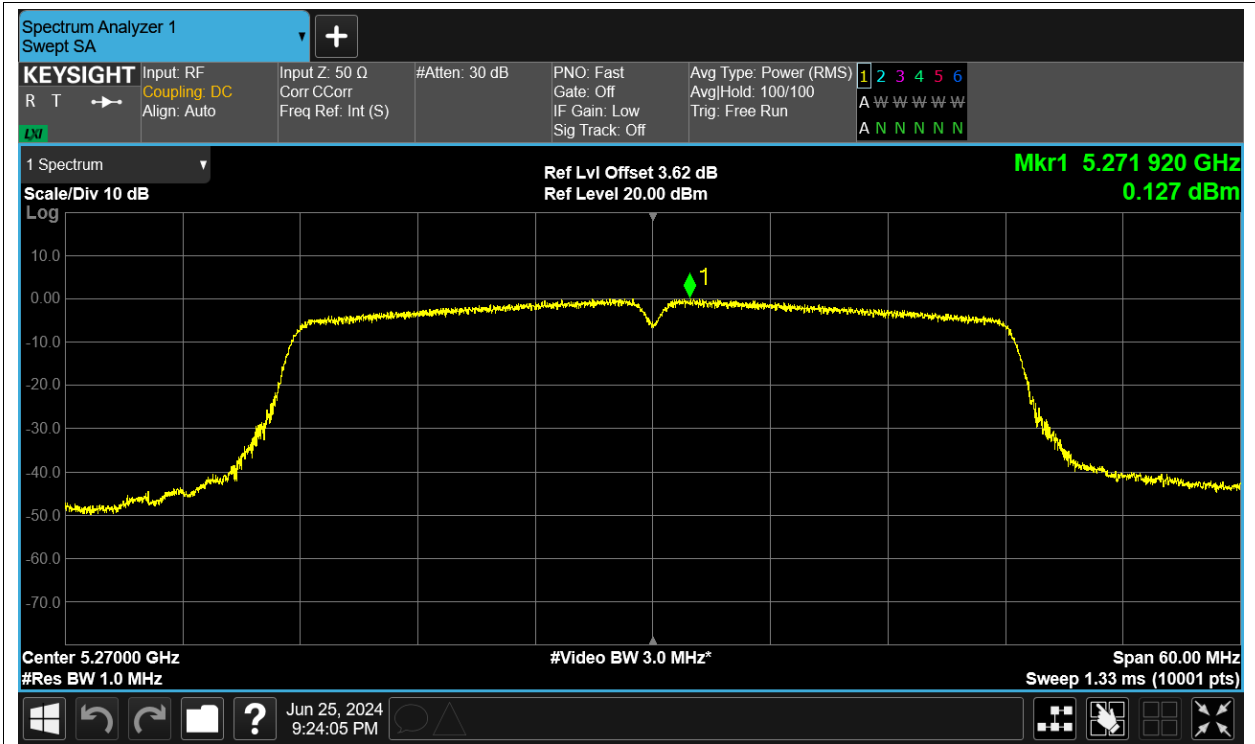 Spectrum Analyzer 1
Swept SA
KEYSIGHT
R T
LXI
Input: RF
Coupling: DC
Align: Auto
Input Z: 50 Ω
Corr CCorr
Freq Ref: Int (S)
#Atten: 30 dB
PNO: Fast
Gate: Off
IF Gain: Low
Sig Track: Off
Avg Type: Power (RMS)
Avg|Hold: 100/100
Trig: Free Run
1 2 3 4 5 6
A W W W W W
A N N N N N
1 Spectrum
Scale/Div 10 dB
Log
Ref Lvl Offset 3.62 dB
Ref Level 20.00 dBm
Mkr1 5.271 920 GHz
0.127 dBm
1
10.0
0.00
-10.0
-20.0
-30.0
-40.0
-50.0
-60.0
-70.0
Center 5.27000 GHz
#Res BW 1.0 MHz
#Video BW 3.0 MHz*
Span 60.00 MHz
Sweep 1.33 ms (10001 pts)
?
Jun 25, 2024
9:24:05 PM